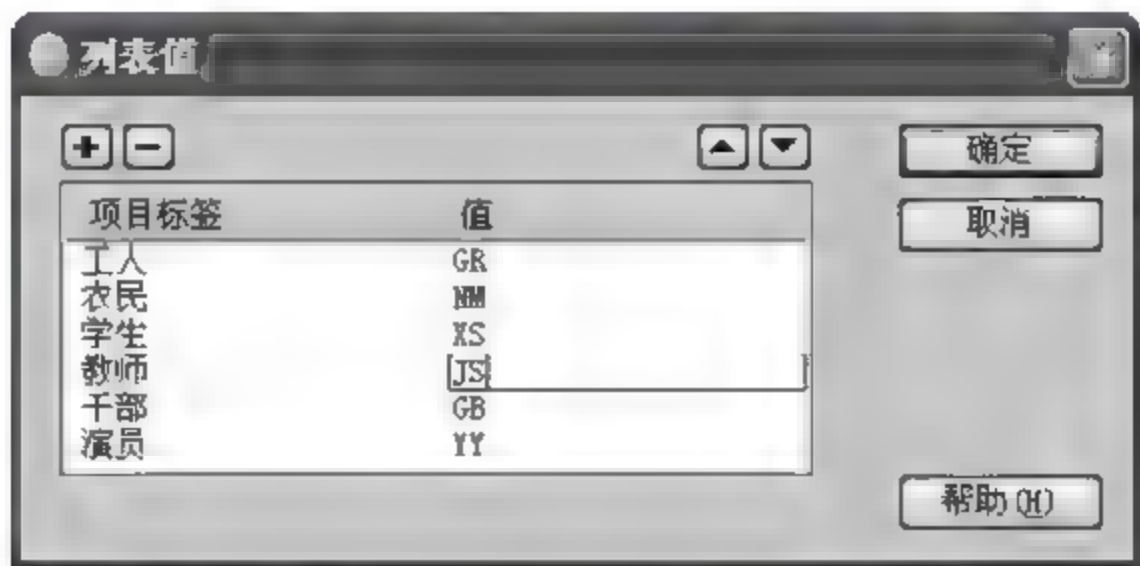 列表值
确定
取消
项目标签 值
工人 GR
农民 NM
学生 XS
教师 JS
干部 GB
演员 YY
帮助(H)